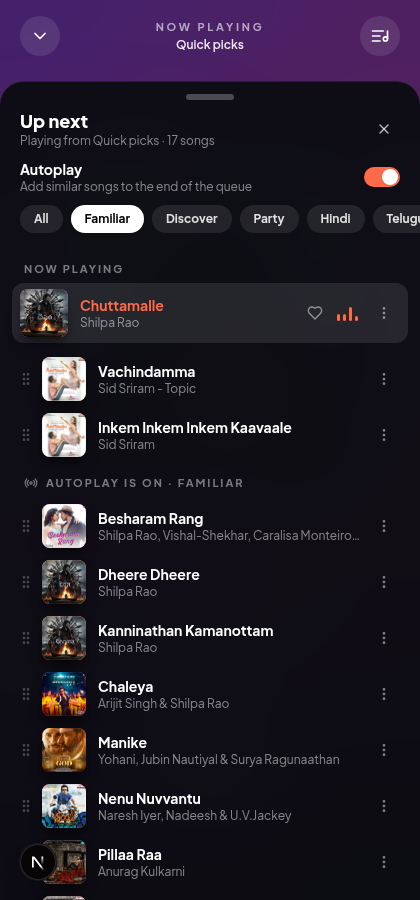 NOW PLAYING
Quick picks
Up next
Playing from Quick picks · 17 songs
Autoplay
Add similar songs to the end of the queue
All
Familiar
Discover
Party
Hindi
Telugu
NOW PLAYING
Chuttamalle
Shilpa Rao
Vachindamma
Sid Sriram - Topic
Inkem Inkem Inkem Kaavaale
Sid Sriram
AUTOPLAY IS ON · FAMILIAR
Besharam Rang
Shilpa Rao, Vishal-Shekhar, Caralisa Monteiro...
Dheere Dheere
Shilpa Rao
Kanninathan Kamanottam
Shilpa Rao
Chaleya
Arijit Singh & Shilpa Rao
Manike
Yohani, Jubin Nautiyal & Surya Ragunaathan
Nenu Nuvvantu
Naresh Iyer, Nadeesh & U.V.Jackey
N
Pillaa Raa
Anurag Kulkarni